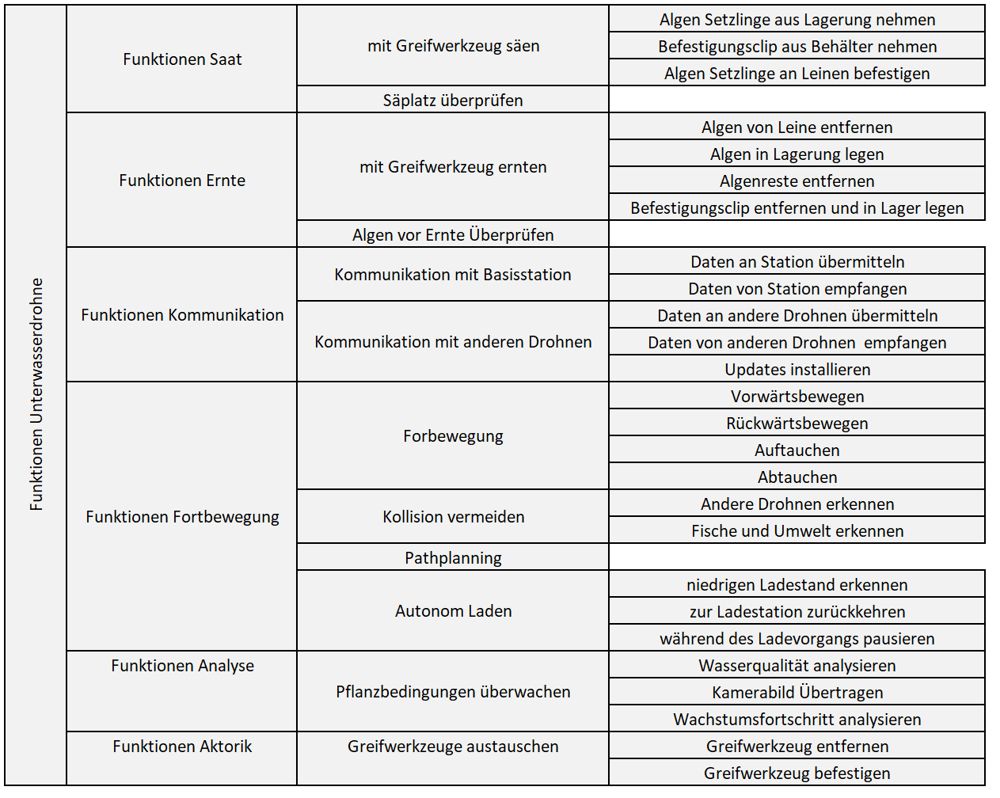 Funktionen Unterwasserdrohne
Funktionen Saat
mit Greifwerkzeug säen
Algen Setzlinge aus Lagerung nehmen
Befestigungsclip aus Behälter nehmen
Algen Setzlinge an Leinen befestigen
Säplatz überprüfen
Funktionen Ernte
mit Greifwerkzeug ernten
Algen von Leine entfernen
Algen in Lagerung legen
Algenreste entfernen
Befestigungsclip entfernen und in Lager legen
Algen vor Ernte Überprüfen
Funktionen Kommunikation
Kommunikation mit Basisstation
Daten an Station übermitteln
Daten von Station empfangen
Kommunikation mit anderen Drohnen
Daten an andere Drohnen übermitteln
Daten von anderen Drohnen  empfangen
Updates installieren
Funktionen Fortbewegung
Forbewegung
Vorwärtsbewegen
Rückwärtsbewegen
Auftauchen
Abtauchen
Kollision vermeiden
Andere Drohnen erkennen
Fische und Umwelt erkennen
Pathplanning
Autonom Laden
niedrigen Ladestand erkennen
zur Ladestation zurückkehren
während des Ladevorgangs pausieren
Funktionen Analyse
Pflanzbedingungen überwachen
Wasserqualität analysieren
Kamerabild Übertragen
Wachstumsfortschritt analysieren
Funktionen Aktorik
Greifwerkzeuge austauschen
Greifwerkzeug entfernen
Greifwerkzeug befestigen